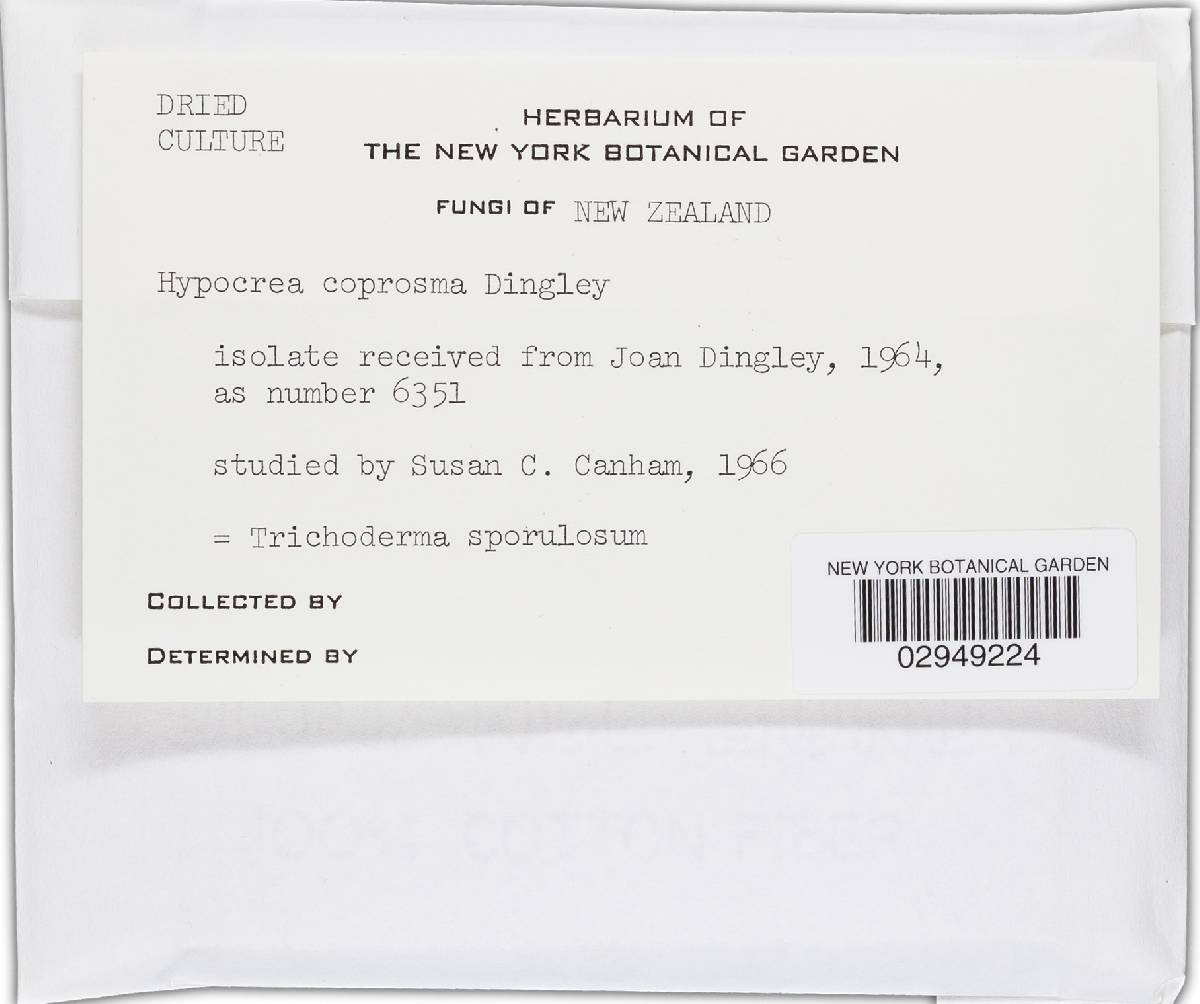 DRIED
CULTURE
HERBARIUM OF
THE NEW YORK BOTANICAL GARDEN
FUNGI OF NEW ZEALAND
Hypocrea coprosma Dingley
isolate received from Joan Dingley, 1964,
as number 6351
studied by Susan C. Canham, 1966
= Trichoderma sporulosum
COLLECTED BY
DETERMINED BY
NEW YORK BOTANICAL GARDEN
02949224